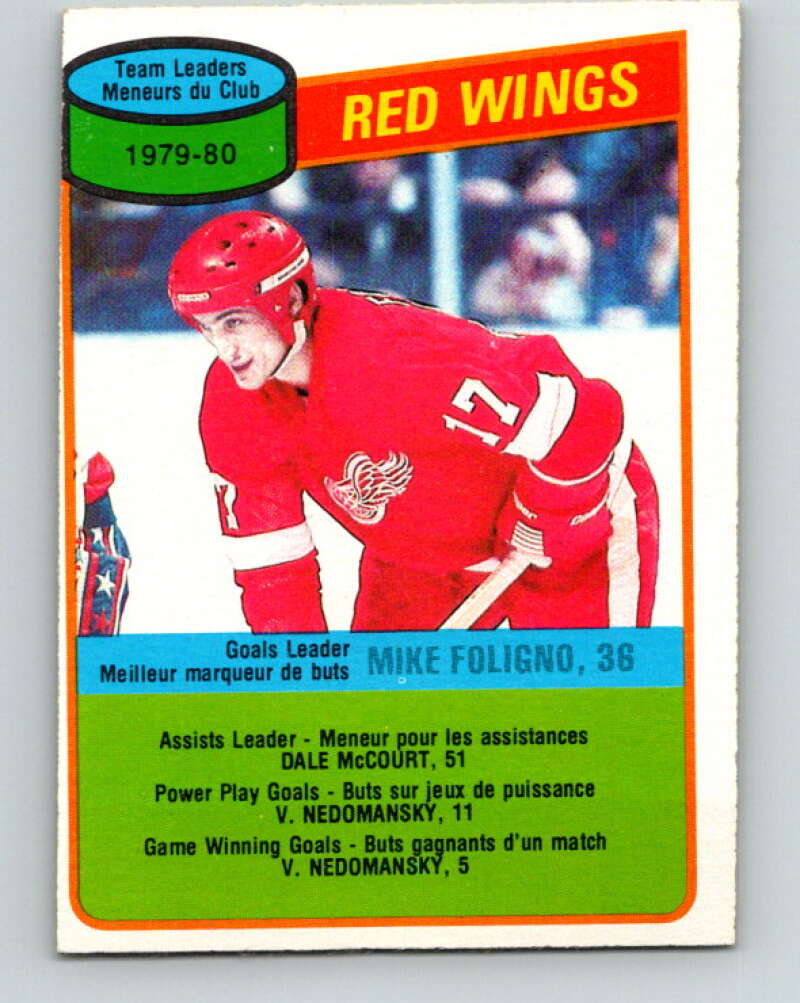 Team Leaders
Meneurs du Club
1979-80
RED WINGS
17
17
Goals Leader
Meilleur marqueur de buts
MIKE FOLIGNO, 36
Assists Leader - Meneur pour les assistances
DALE McCOURT, 51
Power Play Goals - Buts sur jeux de puissance
V. NEDOMANSKY, 11
Game Winning Goals - Buts gagnants d'un match
V. NEDOMANSKY, 5